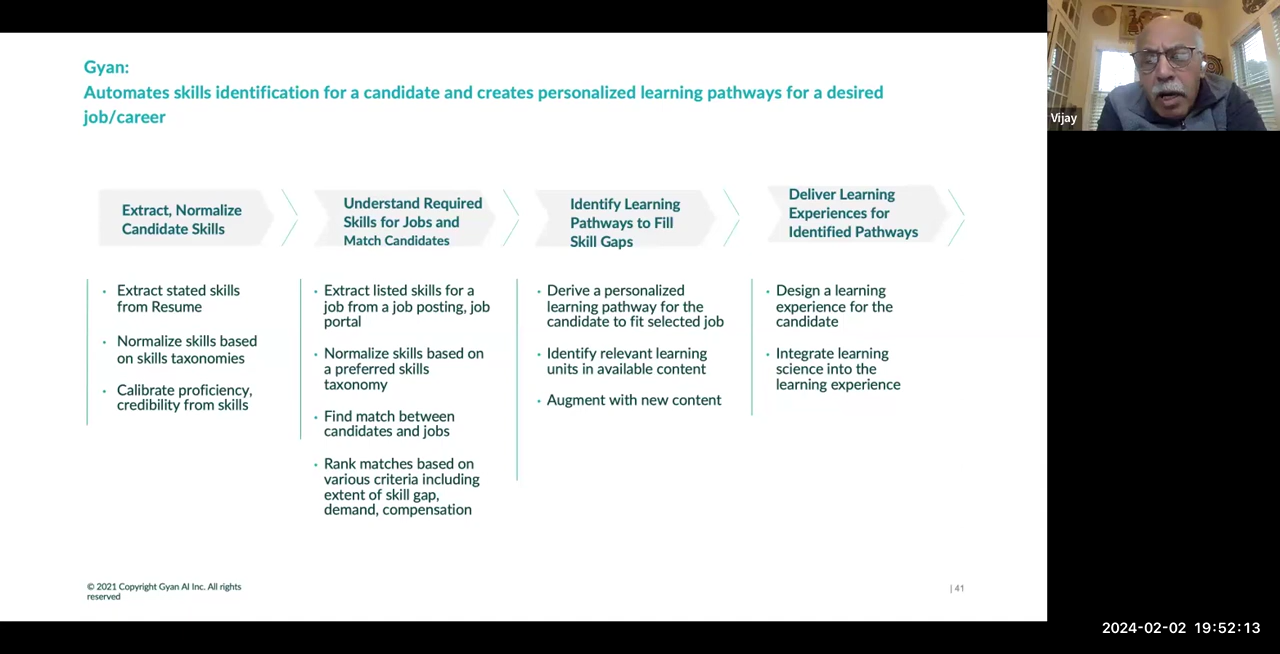 Gyan:
Automates skills identification for a candidate and creates personalized learning pathways for a desired
job/career
Extract, Normalize
Candidate Skills
Understand Required
Skills for Jobs and
Match Candidates
Identify Learning
Pathways to Fill
Skill Gaps
Deliver Learning
Experiences for
Identified Pathways
• Extract stated skills
from Resume
• Normalize skills based
on skills taxonomies
• Calibrate proficiency,
credibility from skills
• Extract listed skills for a
job from a job posting, job
portal
• Normalize skills based on
a preferred skills
taxonomy
• Find match between
candidates and jobs
• Rank matches based on
various criteria including
extent of skill gap,
demand, compensation
• Derive a personalized
learning pathway for the
candidate to fit selected job
• Identify relevant learning
units in available content
• Augment with new content
• Design a learning
experience for the
candidate
• Integrate learning
science into the
learning experience
© 2021 Copyright Gyan AI Inc. All rights
reserved
| 41
Vijay
2024-02-02 19:52:13